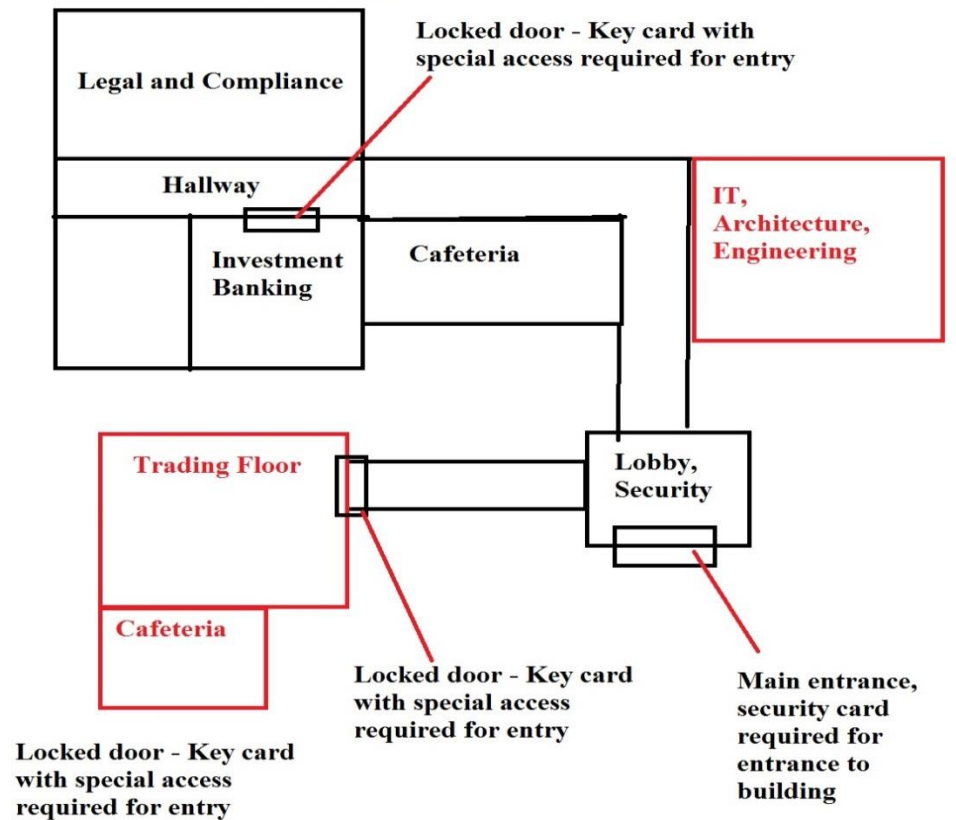 Locked door - Key card with
special access required for entry
Legal and Compliance
Hallway
IT,
Architecture,
Engineering
Investment
Banking
Cafeteria
Trading Floor
Lobby,
Security
Cafeteria
Locked door - Key card
with special access
required for entry
Main entrance,
security card
required for
entrance to
building
Locked door - Key card
with special access
required for entry